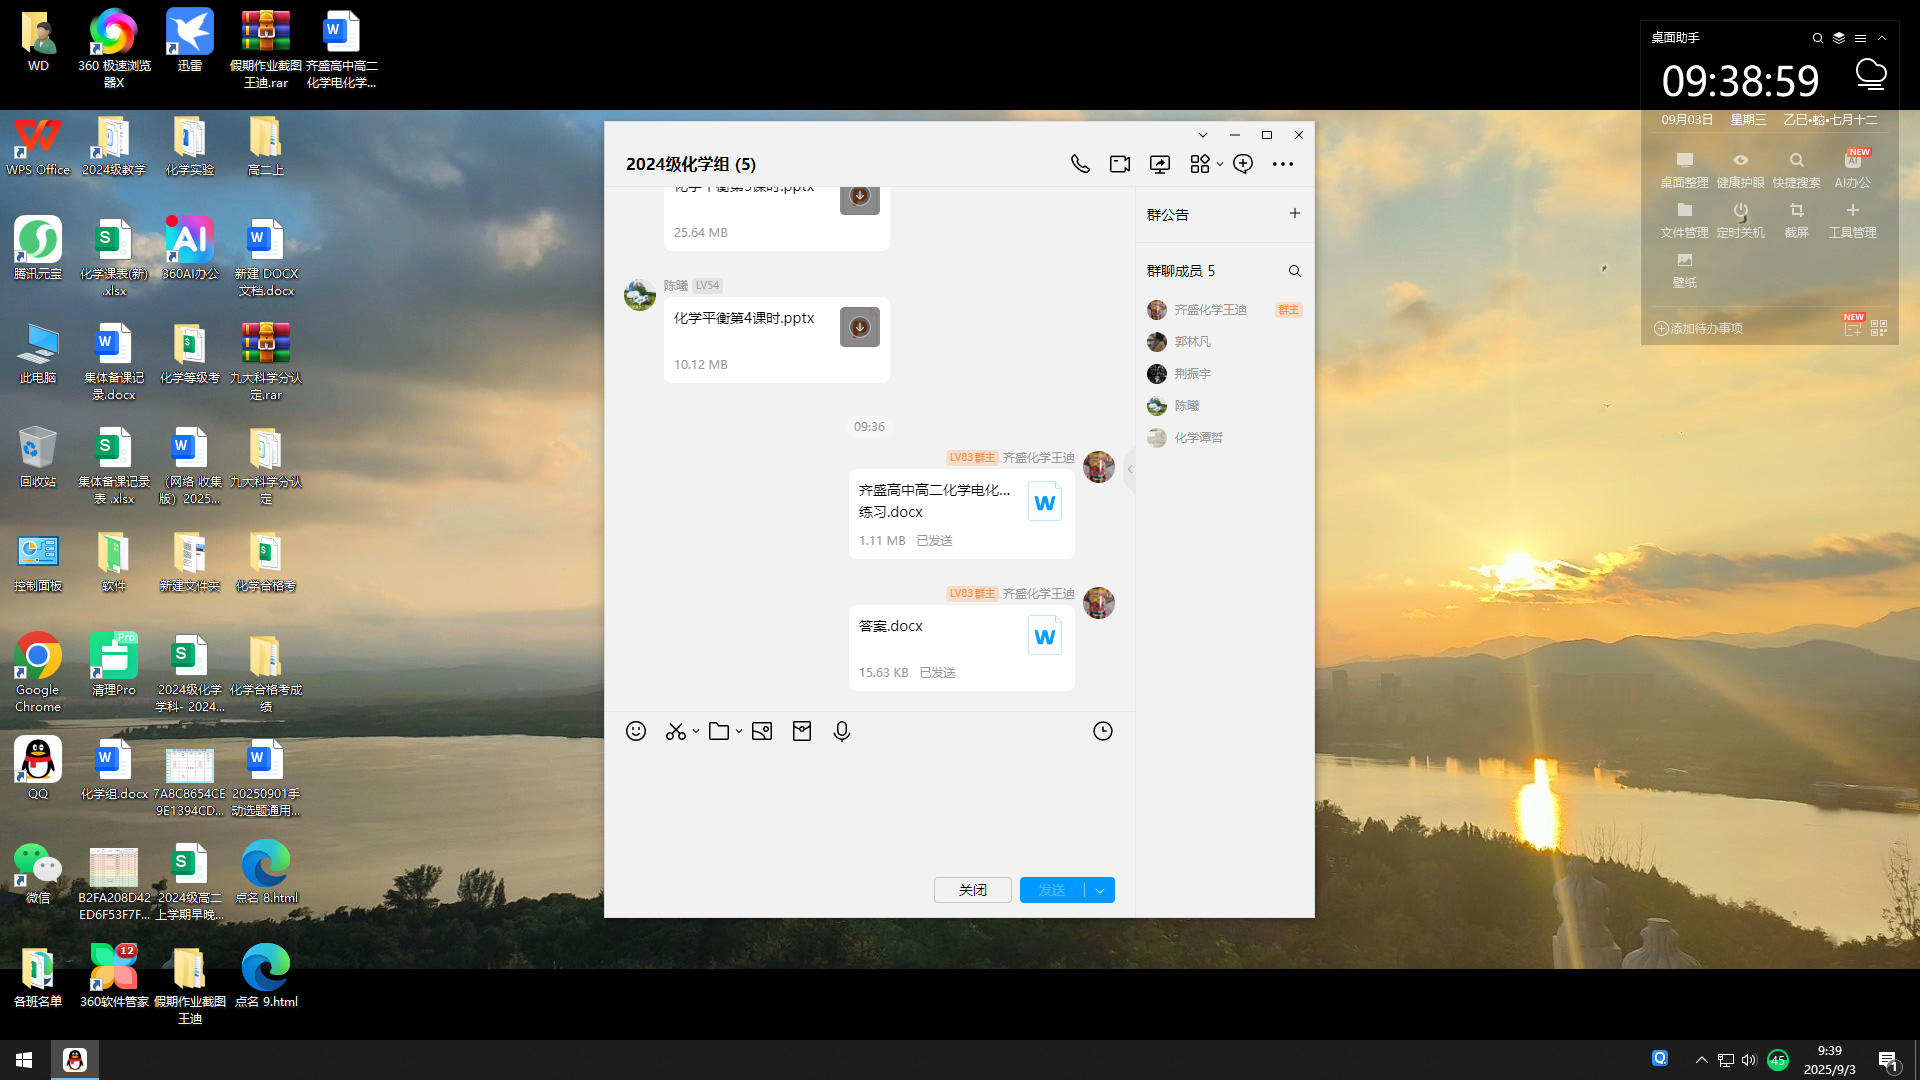 WD
360 极速浏览
器X
迅雷
假期作业截图
王迪.rar
齐盛高中高二
化学电化学...
WPS Office
2024级教学
化学实验
高二上
腾讯元宝
化学课表(新)
.xlsx
360AI办公
新建 DOCX
文档.docx
此电脑
集体备课记
录.docx
化学等级考
九大科学分认
定.rar
回收站
集体备课记录
表 .xlsx
（网络 收集
版）2025...
九大科学分认
定
控制面板
软件
新建文件夹
化学合格考
Google
Chrome
Pro
清理Pro
2024级化学
学科- 2024...
化学合格考成
绩
QQ
化学组.docx
7A8C8654CE
9E1394CD...
20250901手
动选题通用...
微信
B2FA208D42
ED6F53F7F...
2024级高二
上学期早晚...
点名 8.html
各班名单
12
360软件管家
假期作业截图
王迪
点名 9.html
2024级化学组 (5)
25.64 MB
陈曦 LV54
化学平衡第4课时.pptx
10.12 MB
09:36
LV83 群主 齐盛化学王迪
齐盛高中高二化学电化...
练习.docx
1.11 MB 已发送
LV83 群主 齐盛化学王迪
答案.docx
15.63 KB 已发送
关闭
发送
群公告
群聊成员 5
齐盛化学王迪 群主
郭林凡
荆振宇
陈曦
化学谭哲
桌面助手
09:38:59
09月03日 星期三 乙巳•蛇•七月十二
NEW
桌面整理 健康护眼 快捷搜索 AI办公
文件管理 定时关机 截屏 工具管理
壁纸
添加待办事项
NEW
45
9:39
2025/9/3
1